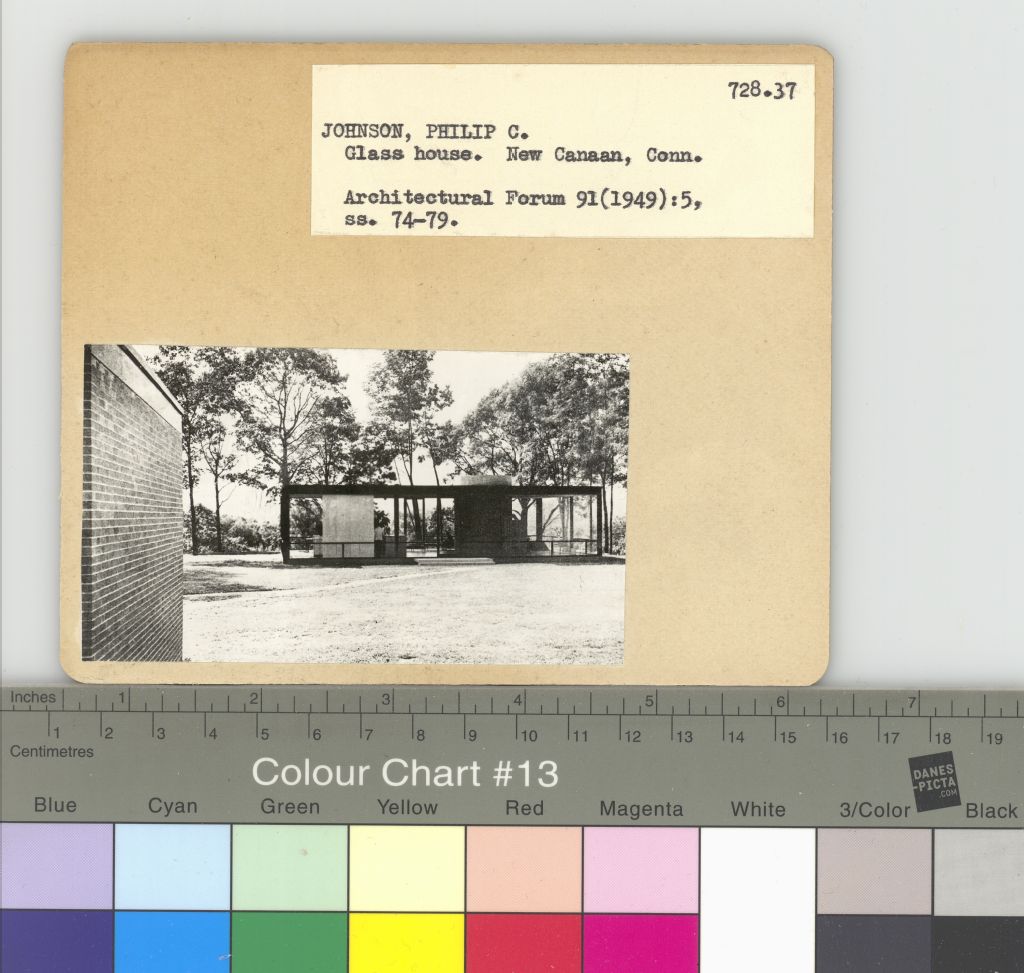 728.37
JOHNSON, PHILIP C.
Glass house. New Canaan, Conn.
Architectural Forum 91(1949):5,
ss. 74-79.
Inches 1 2 3 4 5 6 7
1 2 3 4 5 6 7 8 9 10 11 12 13 14 15 16 17 18 19
Centimetres
Colour Chart #13
DANES
-PICTA
.COM
Blue Cyan Green Yellow Red Magenta White 3/Color Black